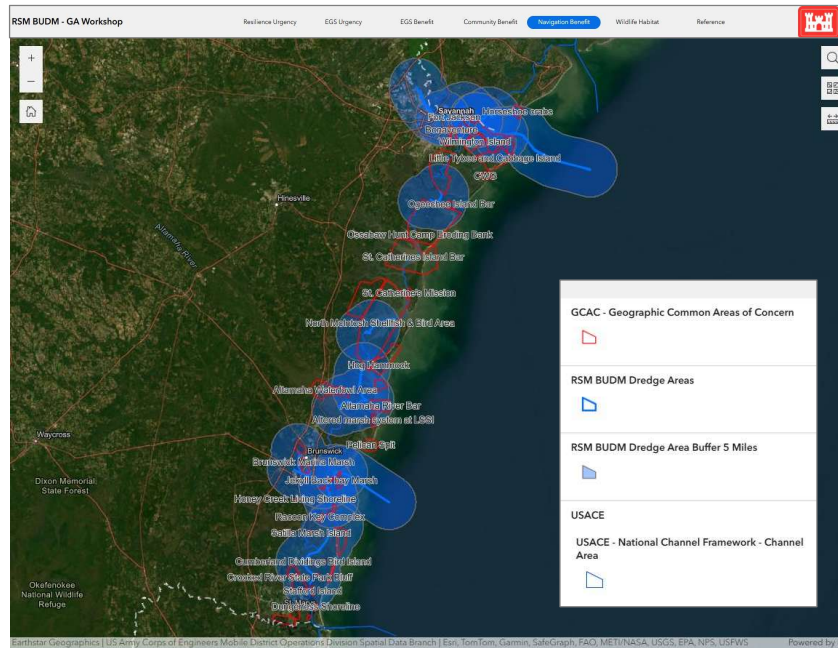 RSM BUDM - GA Workshop
Resilience Urgency
EGS Urgency
EGS Benefit
Community Benefit
Navigation Benefit
Wildlife Habitat
Reference
Savannah
Horseshoe crabs
Fort Jackson
Bonaventure
Wilmington Island
Little Tybee and Cabbage Island
CWG
Hinesville
Ogeechee Island Bar
Altamaha River
Ossabaw Hunt Camp Eroding Bank
St. Catherines Island Bar
St. Catherine's Mission
North McIntosh Shellfish & Bird Area
Hog Hammock
Altamaha Waterfowl Area
Altamaha River Bar
Altered marsh system at LSSI
Waycross
Pelican Spit
Brunswick
Brunswick Marina Marsh
Dixon Memorial
State Forest
Jekyll Back bay Marsh
Honey Creek Living Shoreline
Raccon Key Complex
Satilla Marsh Island
Cumberland Dividings Bird Island
Crooked River State Park Bluff
Okefenokee
National Wildlife
Refuge
Stafford Island
Dungeness Shoreline
GCAC - Geographic Common Areas of Concern
RSM BUDM Dredge Areas
RSM BUDM Dredge Area Buffer 5 Miles
USACE
USACE - National Channel Framework - Channel
Area
Earthstar Geographics | US Army Corps of Engineers Mobile District Operations Division Spatial Data Branch | Esri, TomTom, Garmin, SafeGraph, FAO, METI/NASA, USGS, EPA, NPS, USFWS
Powered by